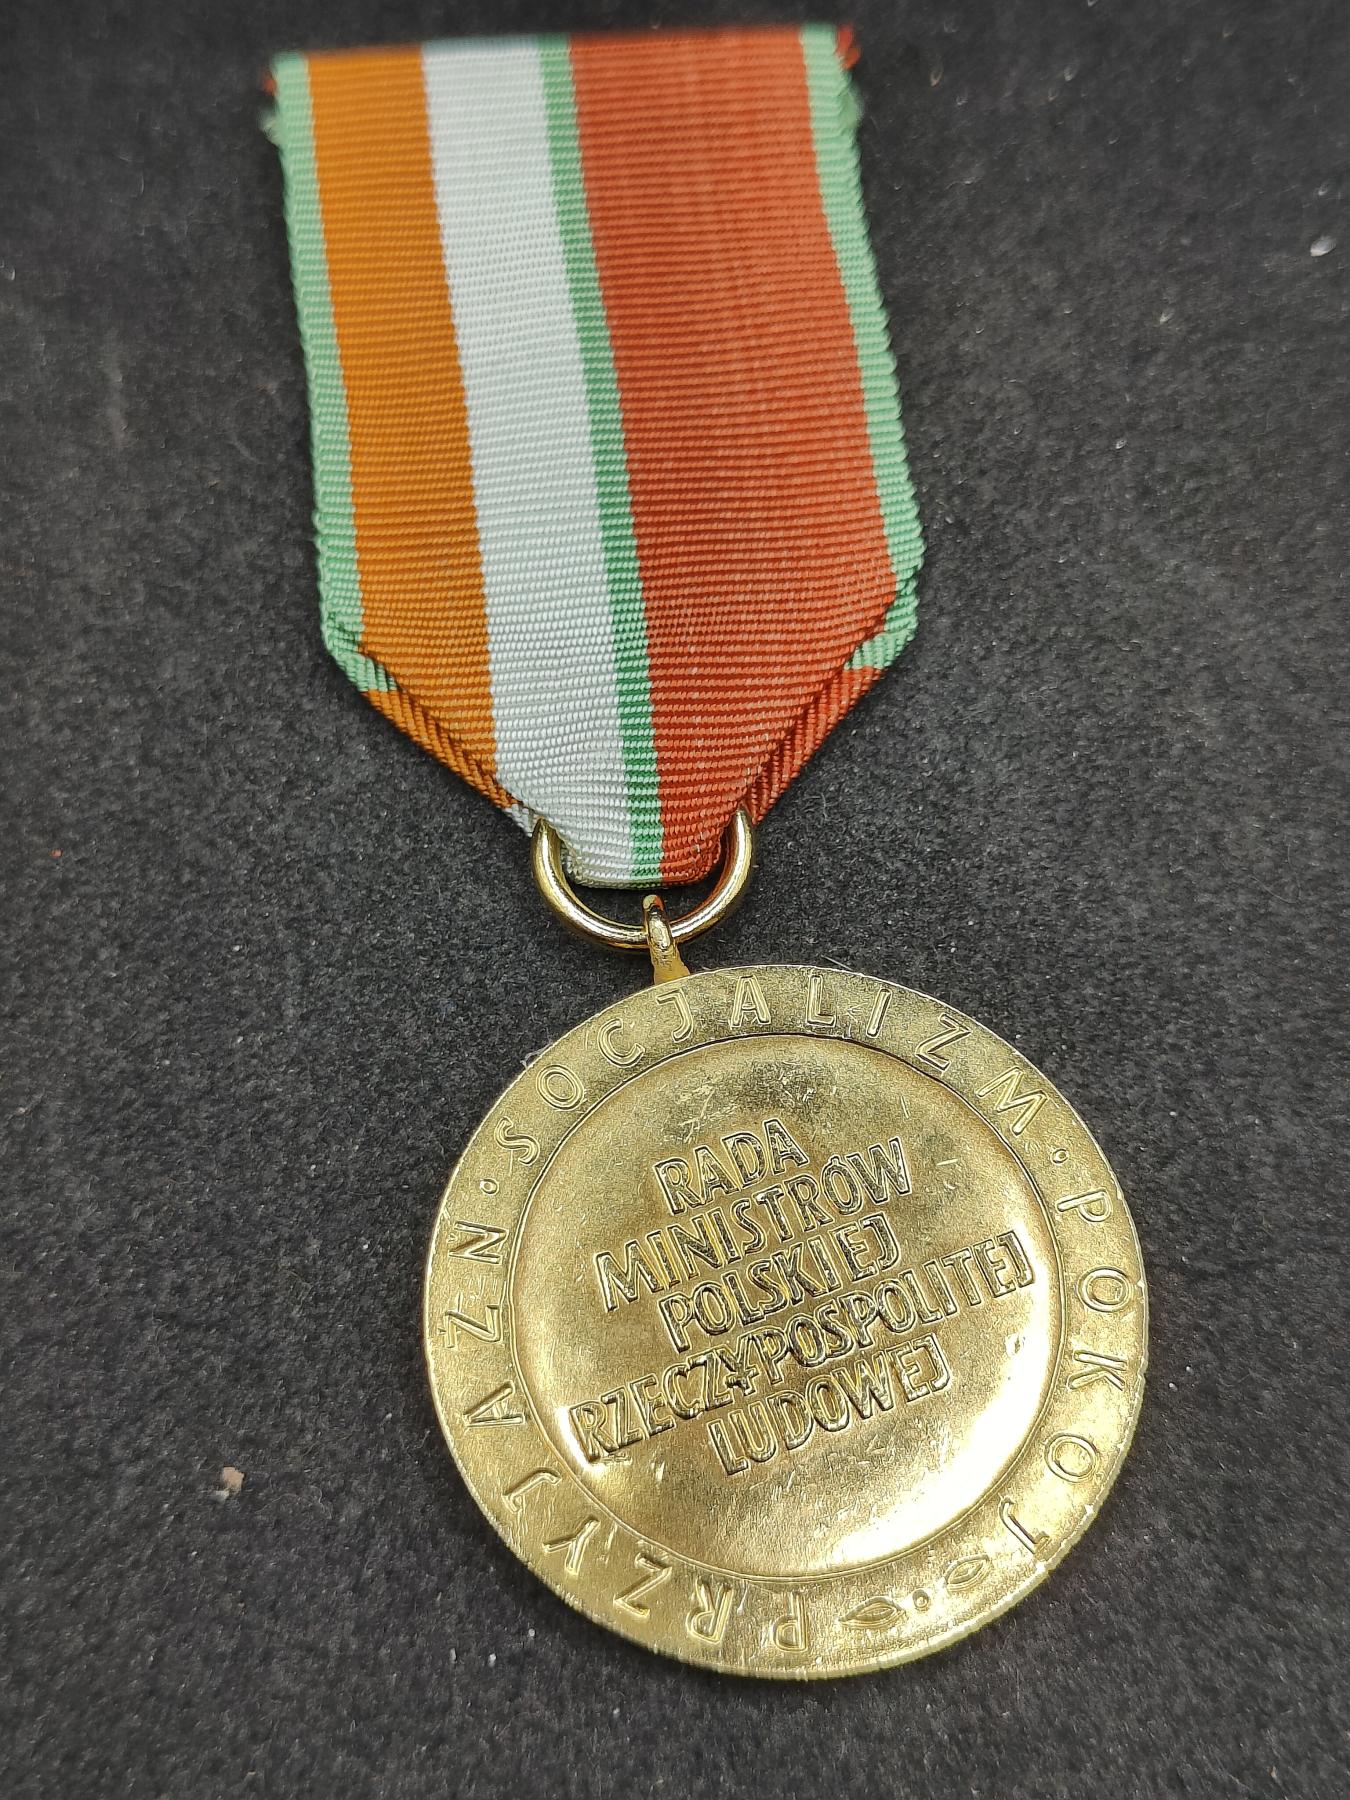 PRZYJAŹŃ · SOCJALIZM · POKÓJ
RADA
MINISTRÓW
POLSKIEJ
RZECZYPOSPOLITEJ
LUDOWEJ